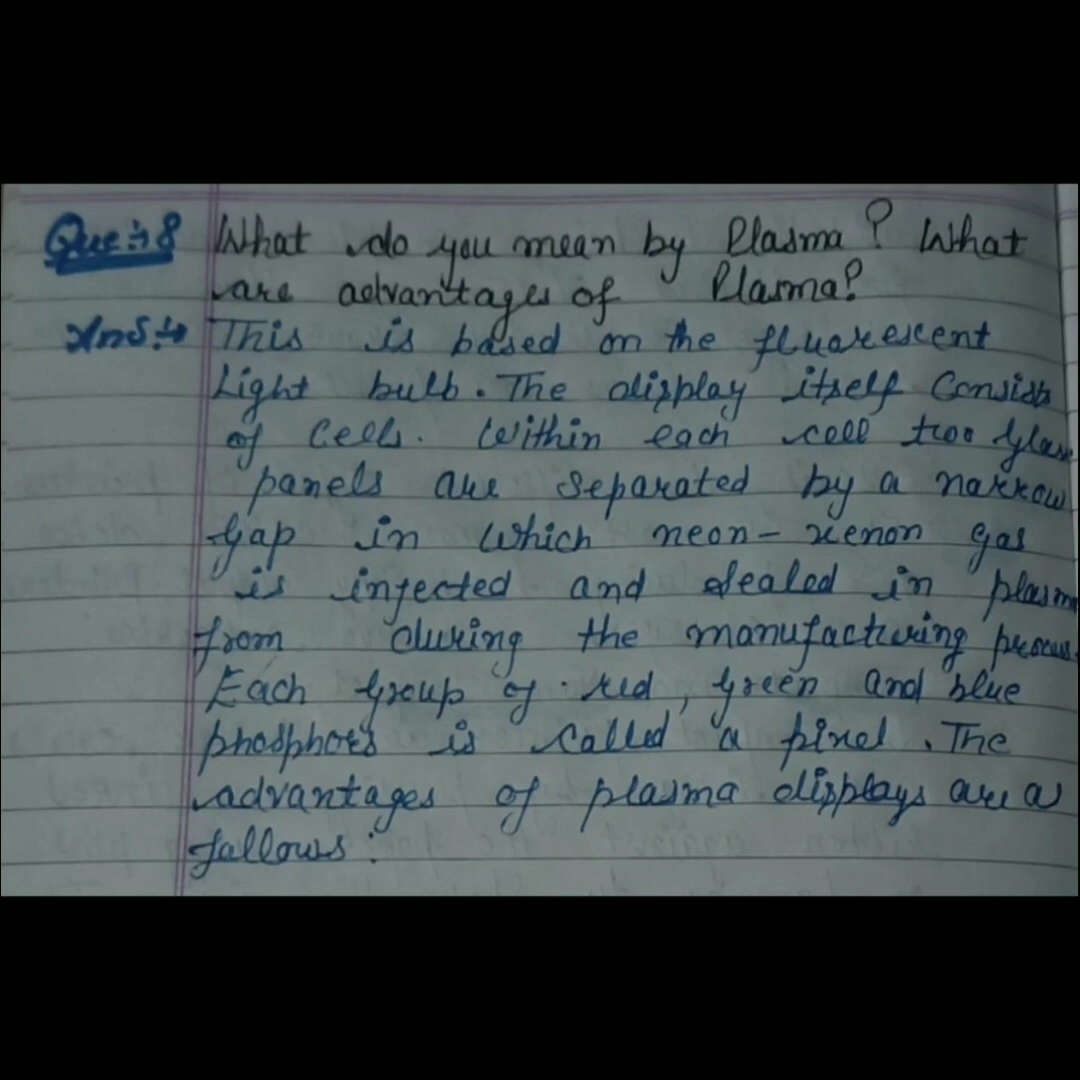 Que:→ 8 What do you mean by Plasma? What
are advantages of Plasma?
Ans:→ This is based on the fluorescent
Light bulb. The display itself Consists
of Cells. Within each cell two glass
panels are separated by a narrow
gap in which neon-xenon gas
is injected and sealed in plasma
from during the manufacturing process.
Each group of red, green and blue
phosphors is called a pixel. The
advantages of plasma displays are as
fallows: